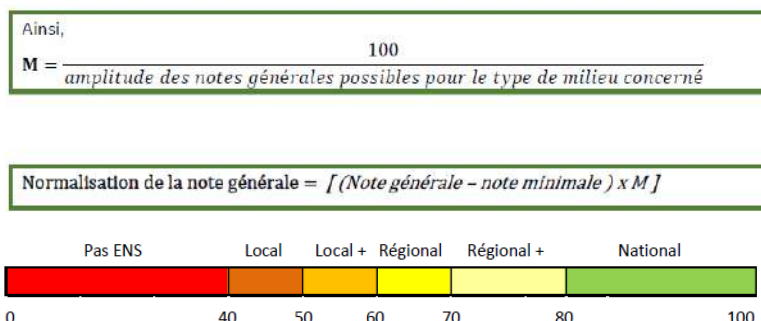 Ainsi,
M = 100 / amplitude des notes générales possibles pour le type de milieu concerné
Normalisation de la note générale = [ (Note générale – note minimale ) x M ]
Pas ENS Local Local + Régional Régional + National
0 40 50 60 70 80 100